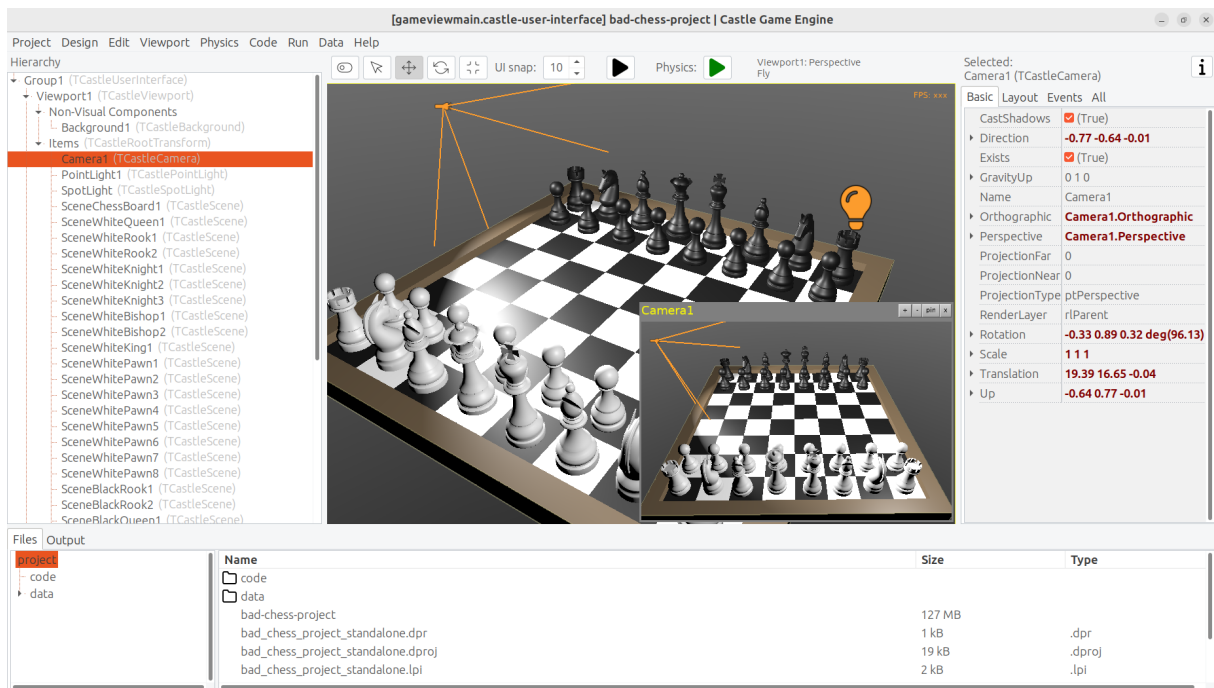 [gameviewmain.castle-user-interface] bad-chess-project | Castle Game Engine
Project Design Edit Viewport Physics Code Run Data Help
Hierarchy
Group1 (TCastleUserInterface)
Viewport1 (TCastleViewport)
Non-Visual Components
Background1 (TCastleBackground)
Items (TCastleRootTransform)
Camera1 (TCastleCamera)
PointLight1 (TCastlePointLight)
SpotLight (TCastleSpotLight)
SceneChessBoard1 (TCastleScene)
SceneWhiteQueen1 (TCastleScene)
SceneWhiteRook1 (TCastleScene)
SceneWhiteRook2 (TCastleScene)
SceneWhiteKnight1 (TCastleScene)
SceneWhiteKnight2 (TCastleScene)
SceneWhiteKnight3 (TCastleScene)
SceneWhiteBishop1 (TCastleScene)
SceneWhiteBishop2 (TCastleScene)
SceneWhiteKing1 (TCastleScene)
SceneWhitePawn1 (TCastleScene)
SceneWhitePawn2 (TCastleScene)
SceneWhitePawn3 (TCastleScene)
SceneWhitePawn4 (TCastleScene)
SceneWhitePawn5 (TCastleScene)
SceneWhitePawn6 (TCastleScene)
SceneWhitePawn7 (TCastleScene)
SceneWhitePawn8 (TCastleScene)
SceneBlackRook1 (TCastleScene)
SceneBlackRook2 (TCastleScene)
SceneBlackQueen1 (TCastleScene)
UI snap: 10
Physics:
Viewport1: Perspective
Fly
FPS: xxx
Camera1
+ - pin x
Selected:
Camera1 (TCastleCamera)
i
Basic Layout Events All
CastShadows (True)
Direction -0.77 -0.64 -0.01
Exists (True)
GravityUp 0 1 0
Name Camera1
Orthographic Camera1.Orthographic
Perspective Camera1.Perspective
ProjectionFar 0
ProjectionNear 0
ProjectionType ptPerspective
RenderLayer rlParent
Rotation -0.33 0.89 0.32 deg(96.13)
Scale 1 1 1
Translation 19.39 16.65 -0.04
Up -0.64 0.77 -0.01
Files Output
project
code
data
Name Size Type
code
data
bad-chess-project 127 MB
bad_chess_project_standalone.dpr 1 kB .dpr
bad_chess_project_standalone.dproj 19 kB .dproj
bad_chess_project_standalone.lpi 2 kB .lpi